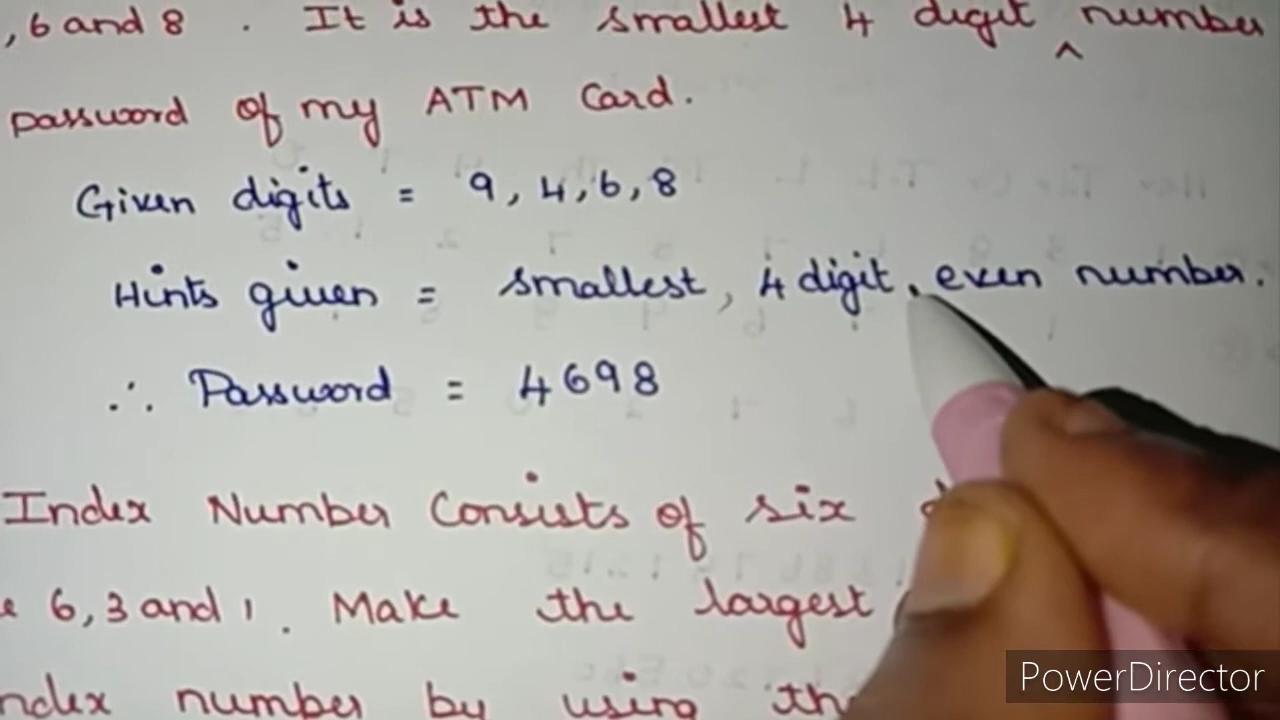 , 6 and 8 . It is the smallest 4 digit ^ number
password of my ATM Card.
Given digits = 9, 4, 6, 8
Hints given = smallest, 4 digit, even number.
∴ Password = 4698
Index Number Consists of six
6, 3 and 1. Make the largest
ndex number by using
PowerDirector